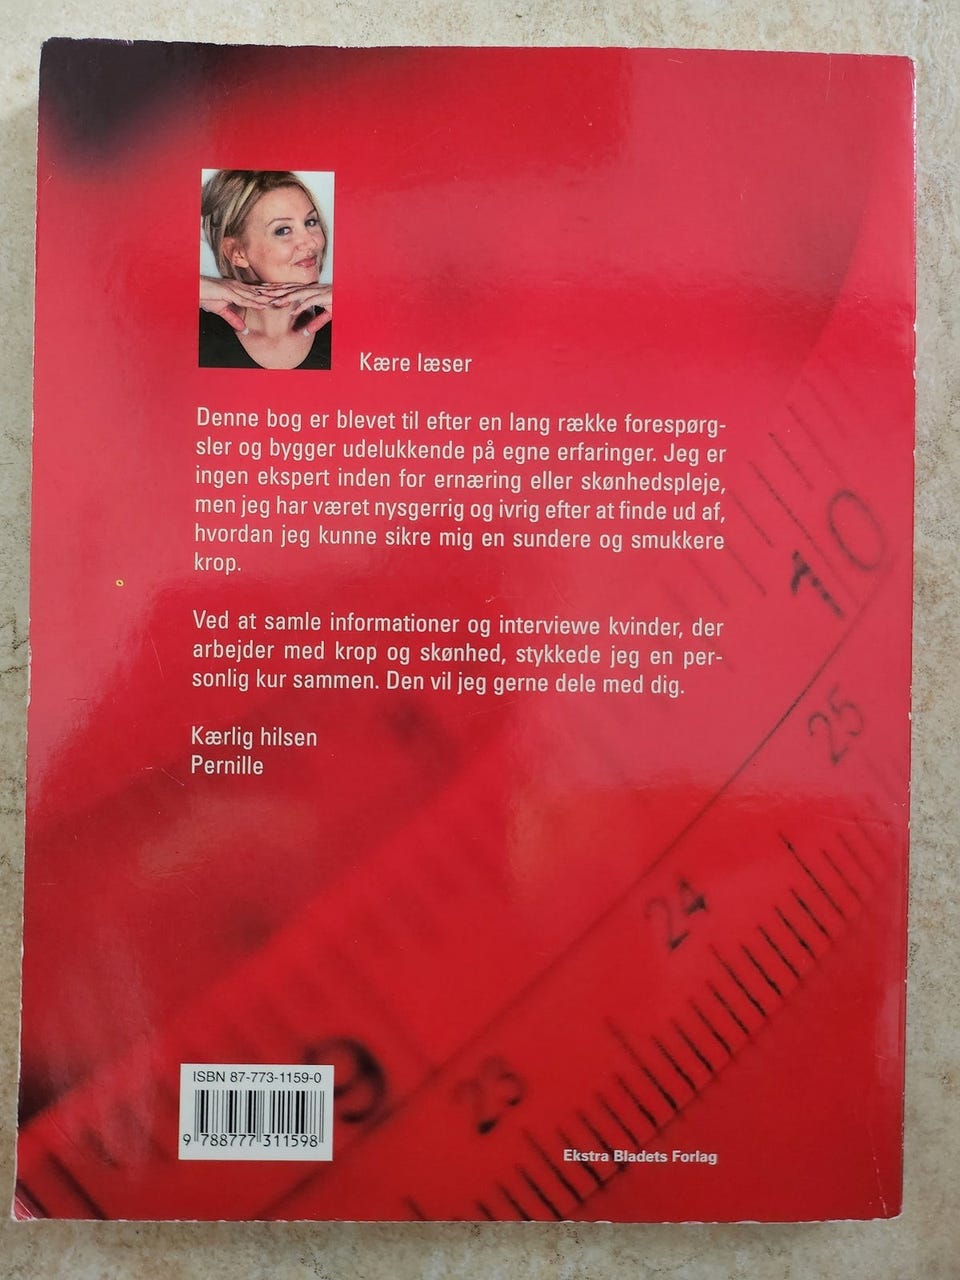 Kære læser
Denne bog er blevet til efter en lang række forespørg-
sler og bygger udelukkende på egne erfaringer. Jeg er
ingen ekspert inden for ernæring eller skønhedspleje,
men jeg har været nysgerrig og ivrig efter at finde ud af,
hvordan jeg kunne sikre mig en sundere og smukkere
krop.
Ved at samle informationer og interviewe kvinder, der
arbejder med krop og skønhed, stykkede jeg en per-
sonlig kur sammen. Den vil jeg gerne dele med dig.
Kærlig hilsen
Pernille
10
25
24
9
23
ISBN 87-773-1159-0
9 788777 311598
Ekstra Bladets Forlag